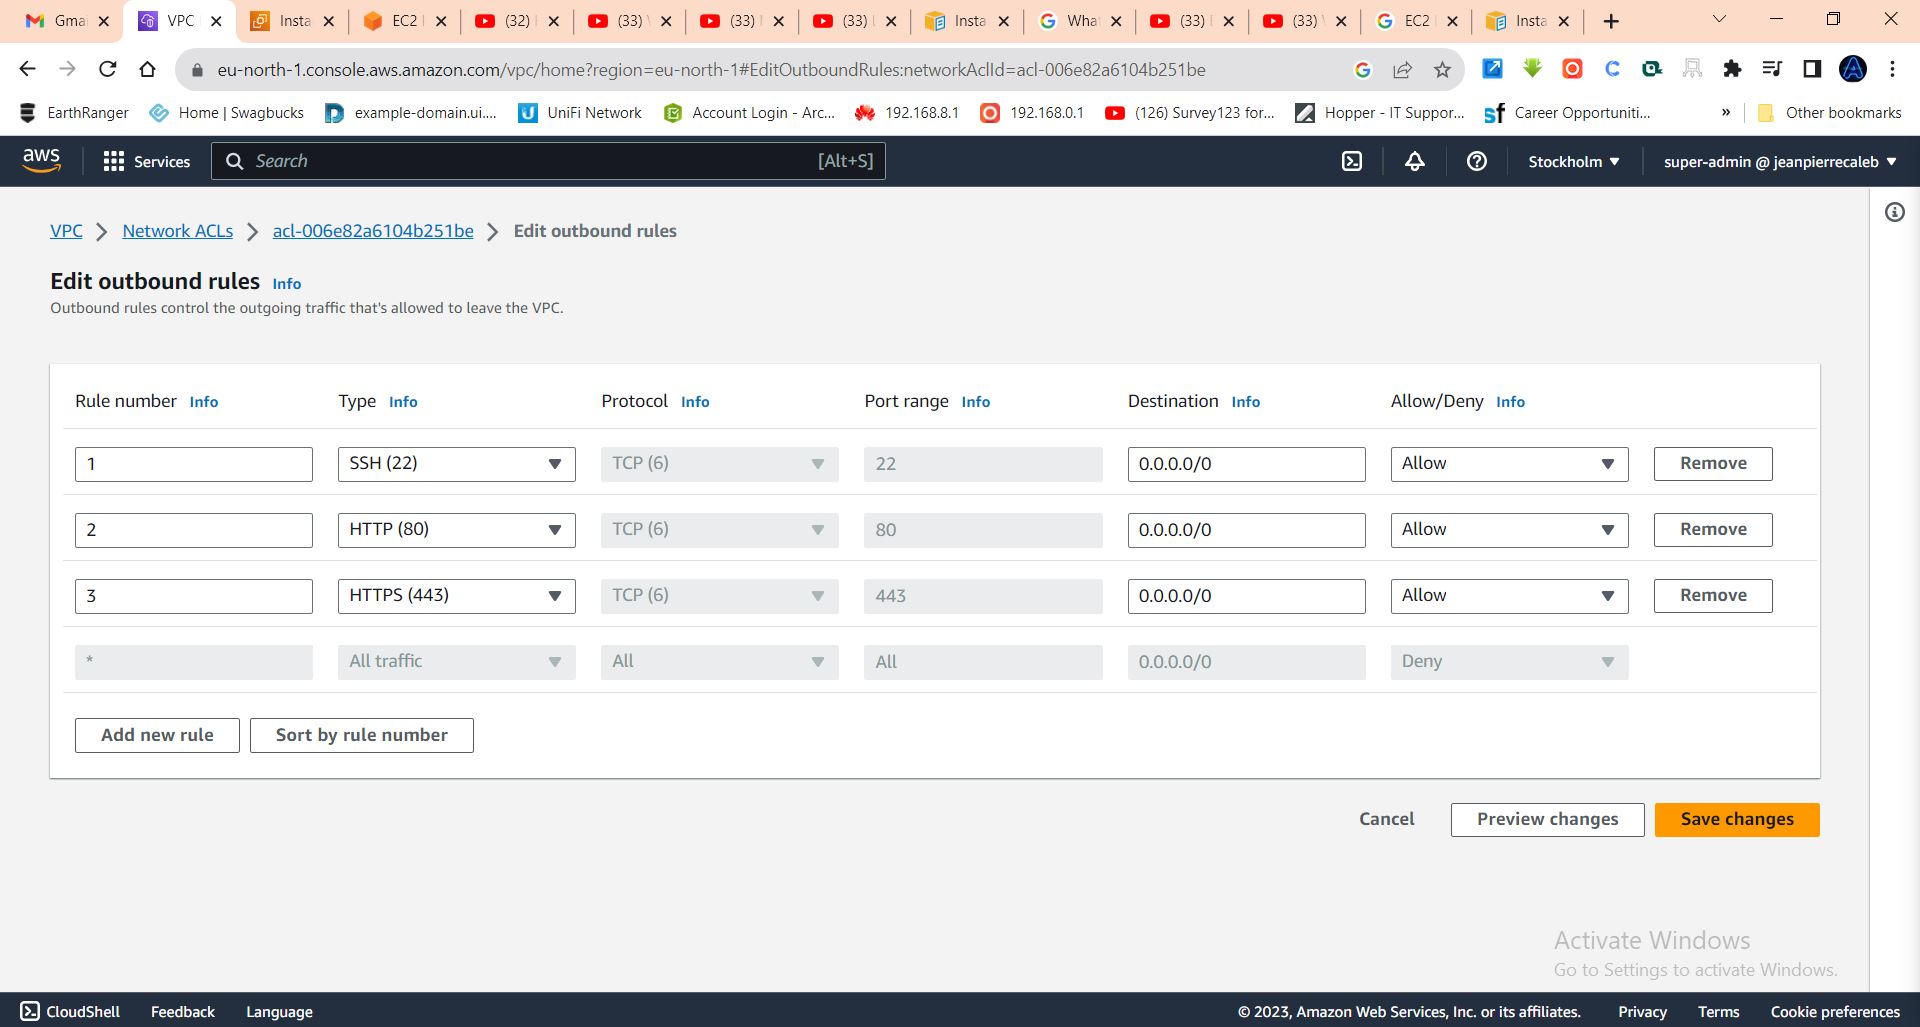 Gmai
VPC
Insta
EC2
(32)
(33)
(33)
(33)
Insta
Wha
(33)
(33)
EC2
Insta
eu-north-1.console.aws.amazon.com/vpc/home?region=eu-north-1#EditOutboundRules:networkAclId=acl-006e82a6104b251be
EarthRanger
Home | Swagbucks
example-domain.ui....
UniFi Network
Account Login - Arc...
192.168.8.1
192.168.0.1
(126) Survey123 for...
Hopper - IT Suppor...
Career Opportuniti...
»
Other bookmarks
aws
Services
Search
[Alt+S]
Stockholm
super-admin @ jeanpierrecaleb
VPC
Network ACLs
acl-006e82a6104b251be
Edit outbound rules
Edit outbound rules Info
Outbound rules control the outgoing traffic that's allowed to leave the VPC.
Rule number Info Type Info Protocol Info Port range Info Destination Info Allow/Deny Info
1 SSH (22) TCP (6) 22 0.0.0.0/0 Allow Remove
2 HTTP (80) TCP (6) 80 0.0.0.0/0 Allow Remove
3 HTTPS (443) TCP (6) 443 0.0.0.0/0 Allow Remove
* All traffic All All 0.0.0.0/0 Deny
Add new rule
Sort by rule number
Cancel
Preview changes
Save changes
Activate Windows
Go to Settings to activate Windows.
CloudShell
Feedback
Language
© 2023, Amazon Web Services, Inc. or its affiliates.
Privacy
Terms
Cookie preferences